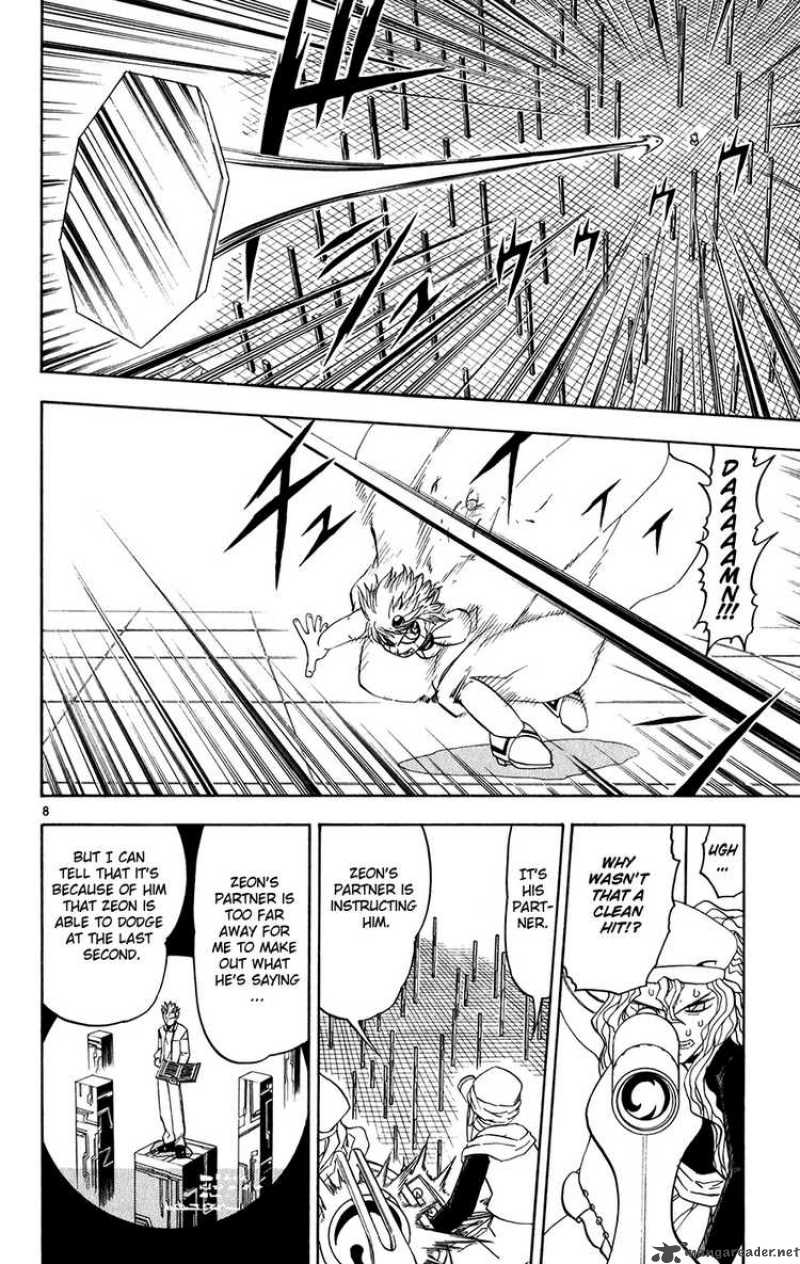 DAAAAAMN!!!
8
UGH
...
WHY
WASN'T
THAT A
CLEAN
HIT!?
IT'S
HIS
PART-
NER.
ZEON'S
PARTNER IS
INSTRUCTING
HIM.
ZEON'S
PARTNER IS
TOO FAR
AWAY FOR
ME TO MAKE
OUT WHAT
HE'S SAYING
...
BUT I CAN
TELL THAT IT'S
BECAUSE OF HIM
THAT ZEON IS
ABLE TO DODGE
AT THE LAST
SECOND.
mangareader.net